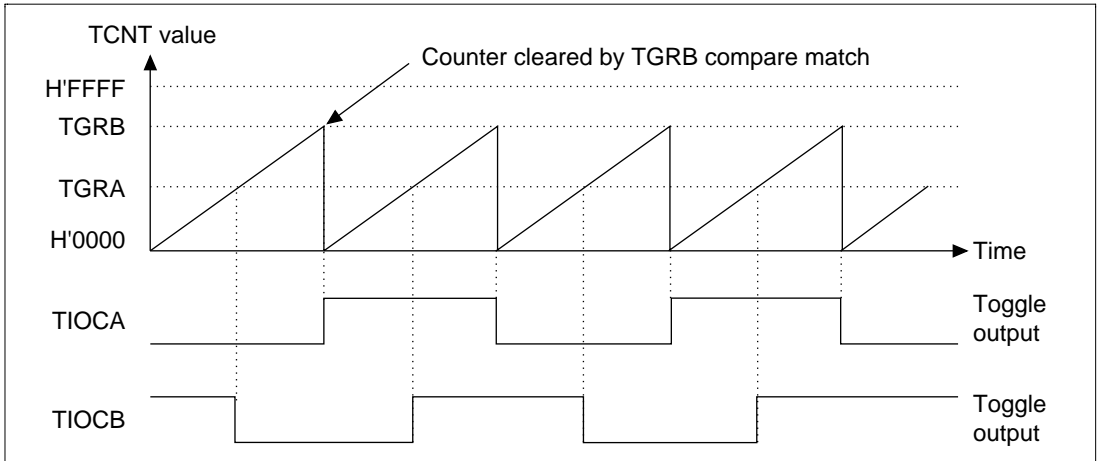 TCNT value
Counter cleared by TGRB compare match
H'FFFF
TGRB
TGRA
H'0000
Time
TIOCA
Toggle
output
TIOCB
Toggle
output